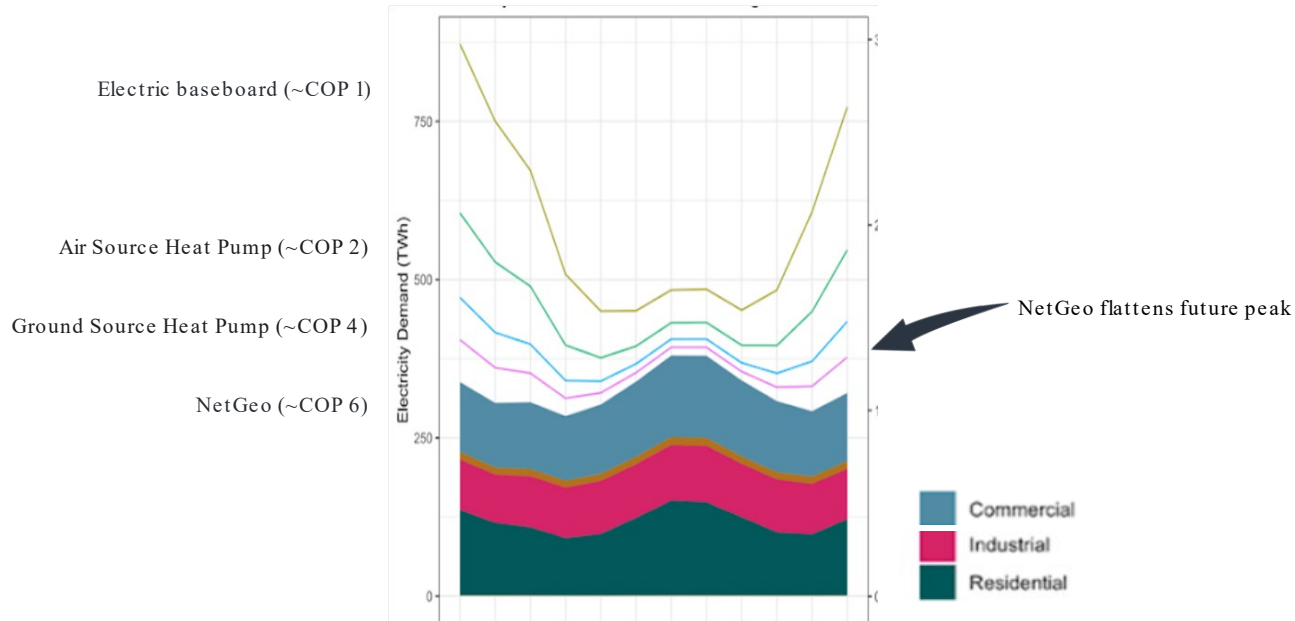 Electric baseboard (~COP 1)
Air Source Heat Pump (~COP 2)
Ground Source Heat Pump (~COP 4)
NetGeo (~COP 6)
Electricity Demand (TWh)
750
500
250
0
NetGeo flattens future peak
Commercial
Industrial
Residential